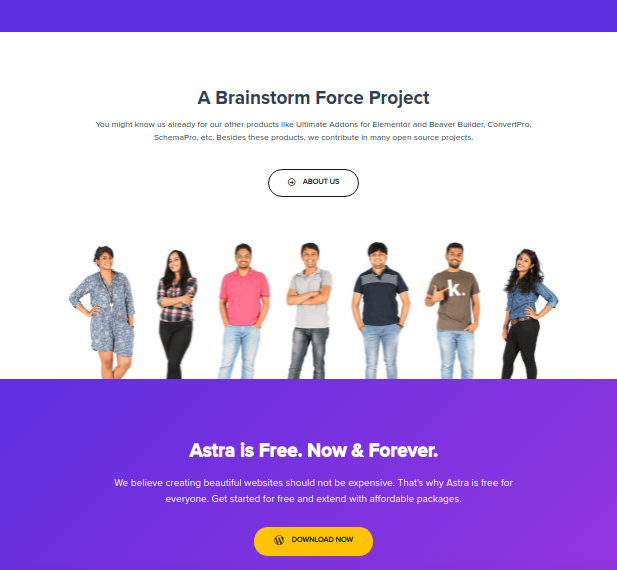 A Brainstorm Force Project
You might know us already for our other products like Ultimate Addons for Elementor and Beaver Builder, ConvertPro,
SchemaPro, etc. Besides these products, we contribute in many open source projects.
ABOUT US
k.
Astra is Free. Now & Forever.
We believe creating beautiful websites should not be expensive. That's why Astra is free for
everyone. Get started for free and extend with affordable packages.
DOWNLOAD NOW